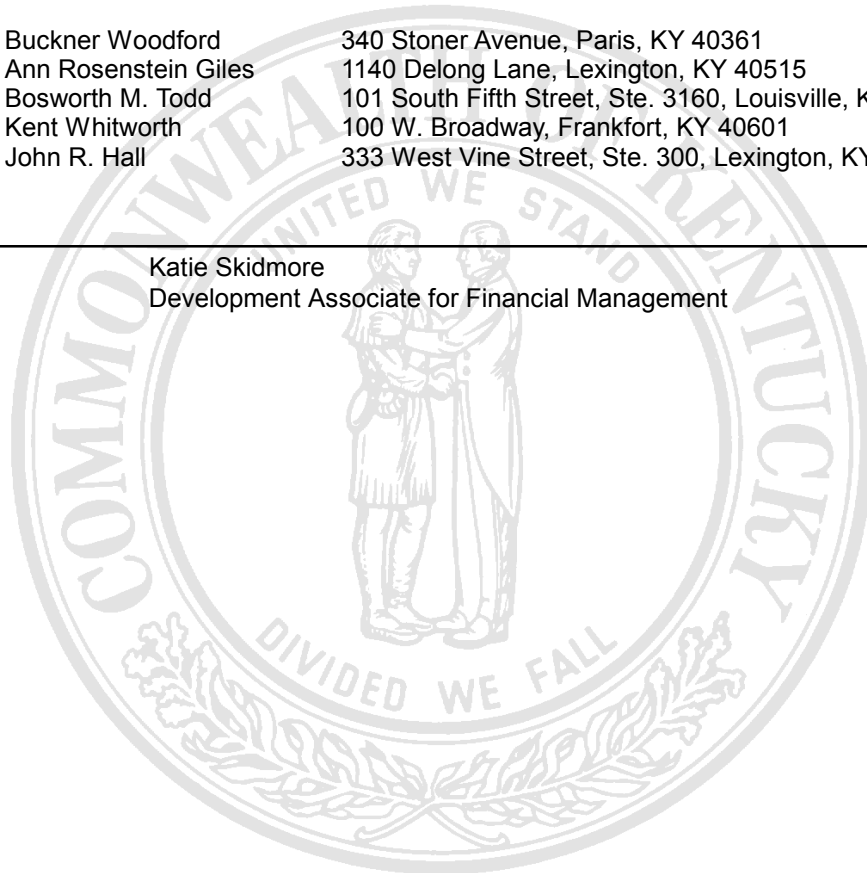 Buckner Woodford 340 Stoner Avenue, Paris, KY 40361
Ann Rosenstein Giles 1140 Delong Lane, Lexington, KY 40515
Bosworth M. Todd 101 South Fifth Street, Ste. 3160, Louisville, K
Kent Whitworth 100 W. Broadway, Frankfort, KY 40601
John R. Hall 333 West Vine Street, Ste. 300, Lexington, KY
Katie Skidmore
Development Associate for Financial Management
COMMONWEALTH OF KENTUCKY
UNITED WE STAND
DIVIDED WE FALL